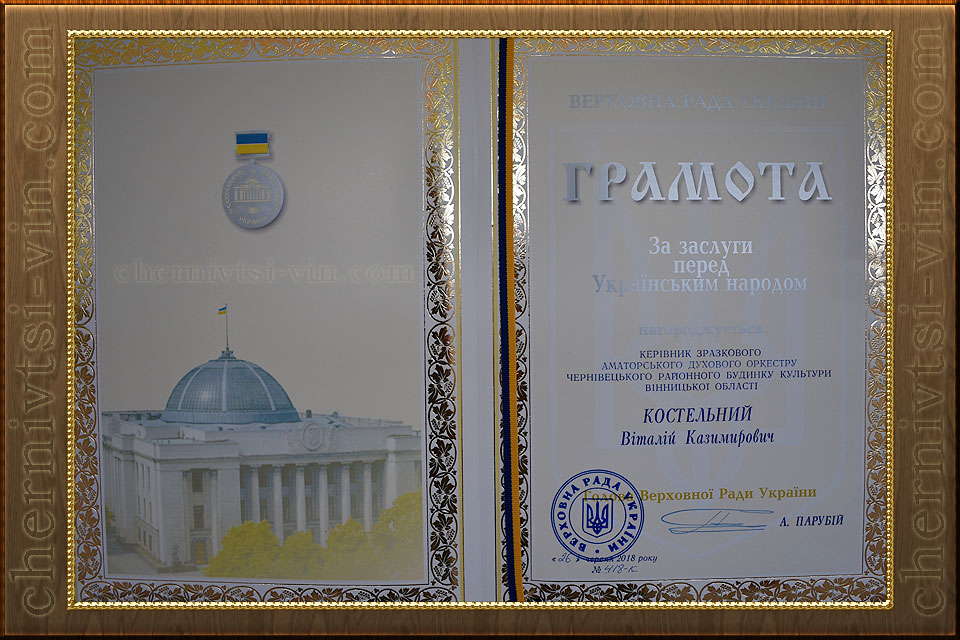 chernivtsi-vin.com
chernivtsi-vin.com
ВЕРХОВНА РАДА УКРАЇНИ
ГРАМОТА
За заслуги
перед
Українським народом
нагороджується
КЕРІВНИК ЗРАЗКОВОГО
АМАТОРСЬКОГО ДУХОВОГО ОРКЕСТРУ
ЧЕРНІВЕЦЬКОГО РАЙОННОГО БУДИНКУ КУЛЬТУРИ
ВІННИЦЬКОЇ ОБЛАСТІ
КОСТЕЛЬНИЙ
Віталій Казимирович
Голова Верховної Ради України
А. ПАРУБІЙ
ВЕРХОВНА РАДА УКРАЇНИ
«26» червня 2018 року
№ 418-к
chernivtsi-vin.com